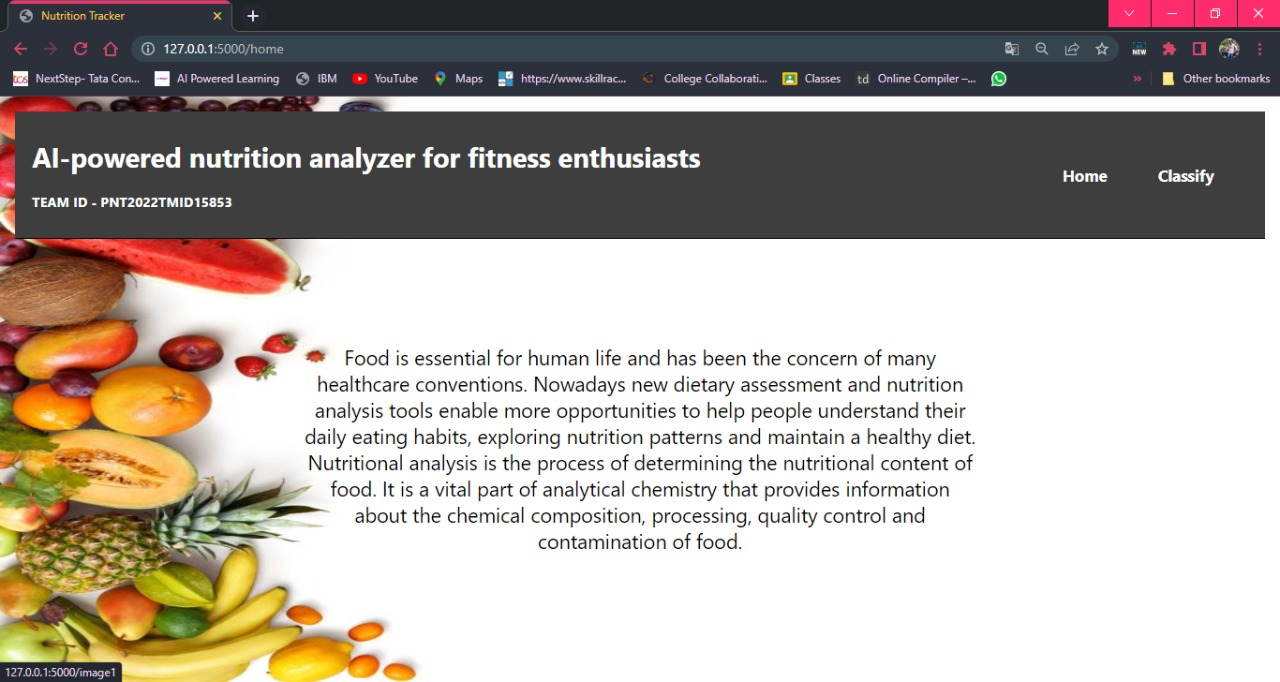 Nutrition Tracker
127.0.0.1:5000/home
NEW
tcs NextStep- Tata Con... AI Powered Learning IBM YouTube Maps https://www.skillrac... College Collaborati... Classes td Online Compiler –... » Other bookmarks
AI-powered nutrition analyzer for fitness enthusiasts
TEAM ID - PNT2022TMID15853
Home Classify
Food is essential for human life and has been the concern of many
healthcare conventions. Nowadays new dietary assessment and nutrition
analysis tools enable more opportunities to help people understand their
daily eating habits, exploring nutrition patterns and maintain a healthy diet.
Nutritional analysis is the process of determining the nutritional content of
food. It is a vital part of analytical chemistry that provides information
about the chemical composition, processing, quality control and
contamination of food.
127.0.0.1:5000/image1